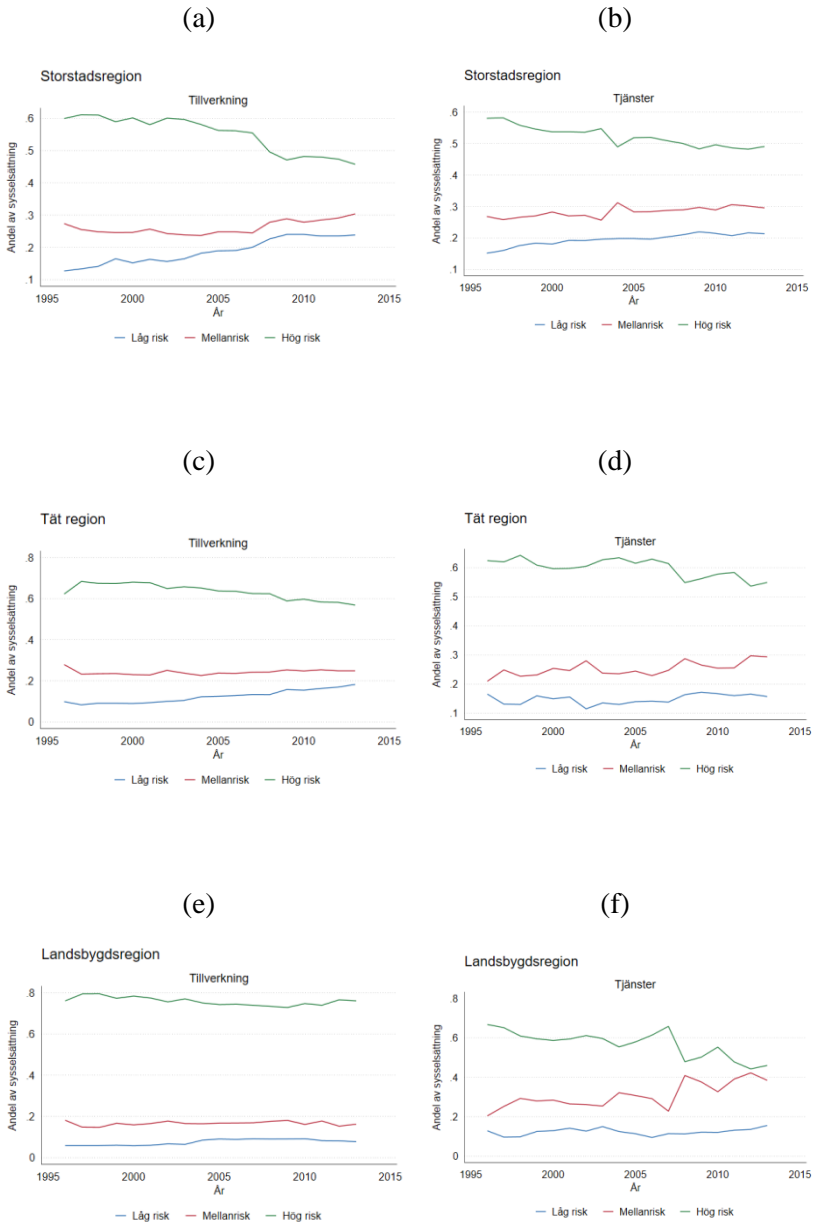 (a)
(b)
Storstadsregion
Tillverkning
.6
.5
.4
.3
.2
.1
Andel av sysselsättning
1995 2000 2005 2010 2015
År
Låg risk Mellanrisk Hög risk
Storstadsregion
Tjänster
.6
.5
.4
.3
.2
.1
Andel av sysselsättning
1995 2000 2005 2010 2015
År
Låg risk Mellanrisk Hög risk
(c)
(d)
Tät region
Tillverkning
.8
.6
.4
.2
0
Andel av sysselsättning
1995 2000 2005 2010 2015
År
Låg risk Mellanrisk Hög risk
Tät region
Tjänster
.6
.5
.4
.3
.2
.1
Andel av sysselsättning
1995 2000 2005 2010 2015
År
Låg risk Mellanrisk Hög risk
(e)
(f)
Landsbygdsregion
Tillverkning
.8
.6
.4
.2
0
Andel av sysselsättning
1995 2000 2005 2010 2015
År
Låg risk Mellanrisk Hög risk
Landsbygdsregion
Tjänster
.8
.6
.4
.2
0
Andel av sysselsättning
1995 2000 2005 2010 2015
År
Låg risk Mellanrisk Hög risk